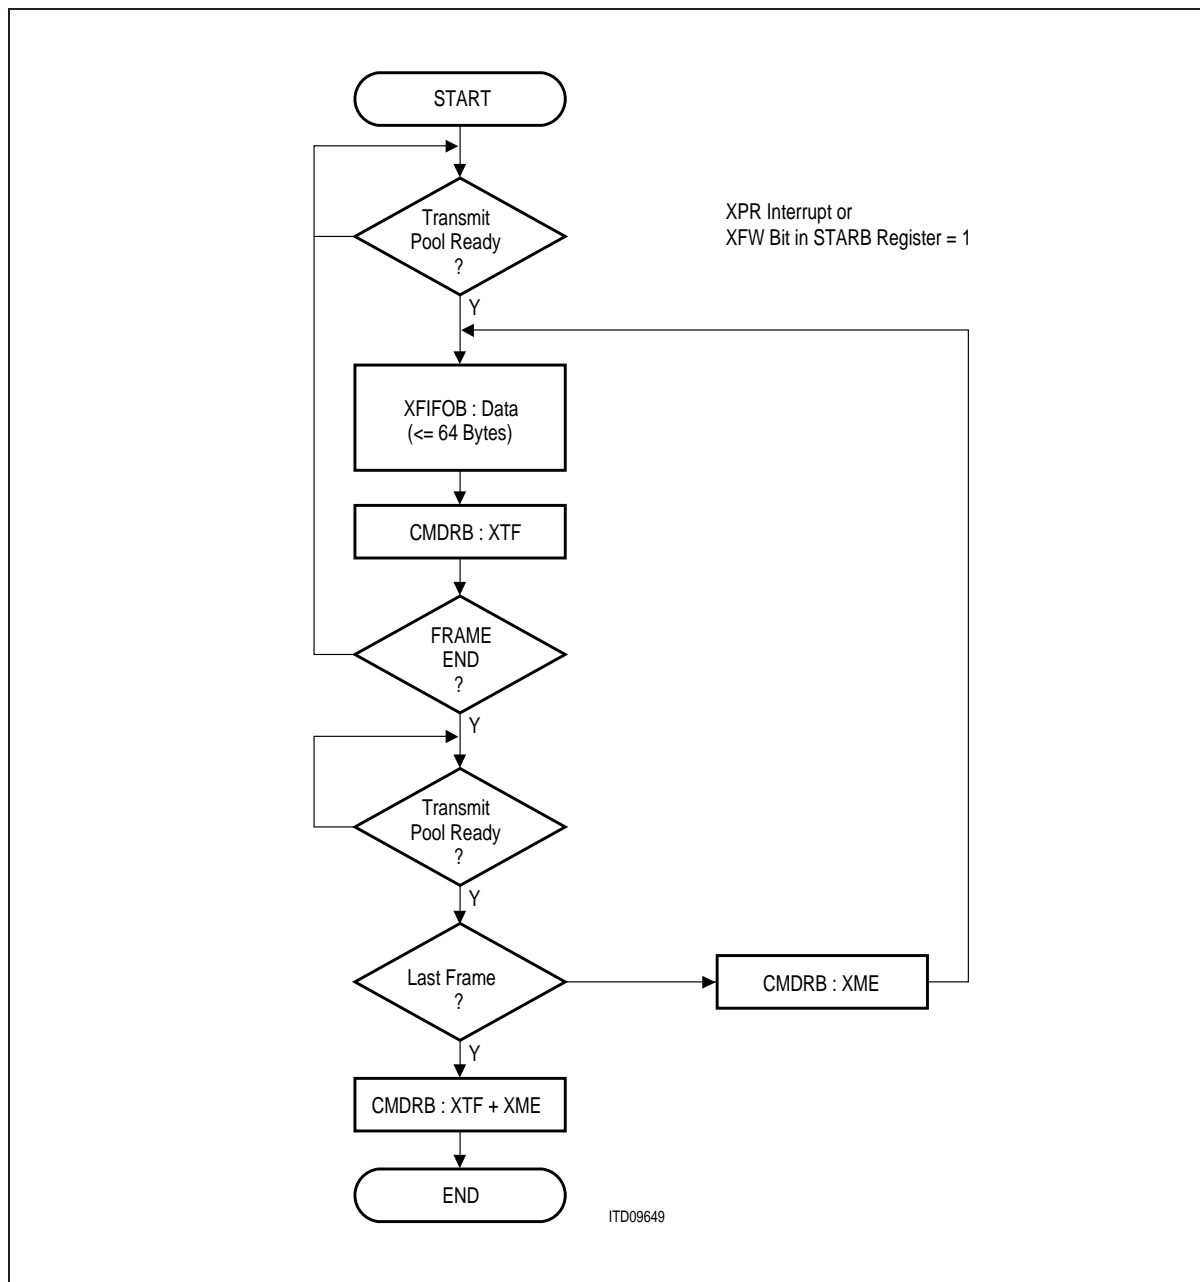 START
Transmit
Pool Ready
?
XPR Interrupt or
XFW Bit in STARB Register = 1
Y
XFIFOB : Data
(<= 64 Bytes)
CMDRB : XTF
FRAME
END
?
Y
Transmit
Pool Ready
?
Y
Last Frame
?
CMDRB : XME
Y
CMDRB : XTF + XME
END
ITD09649